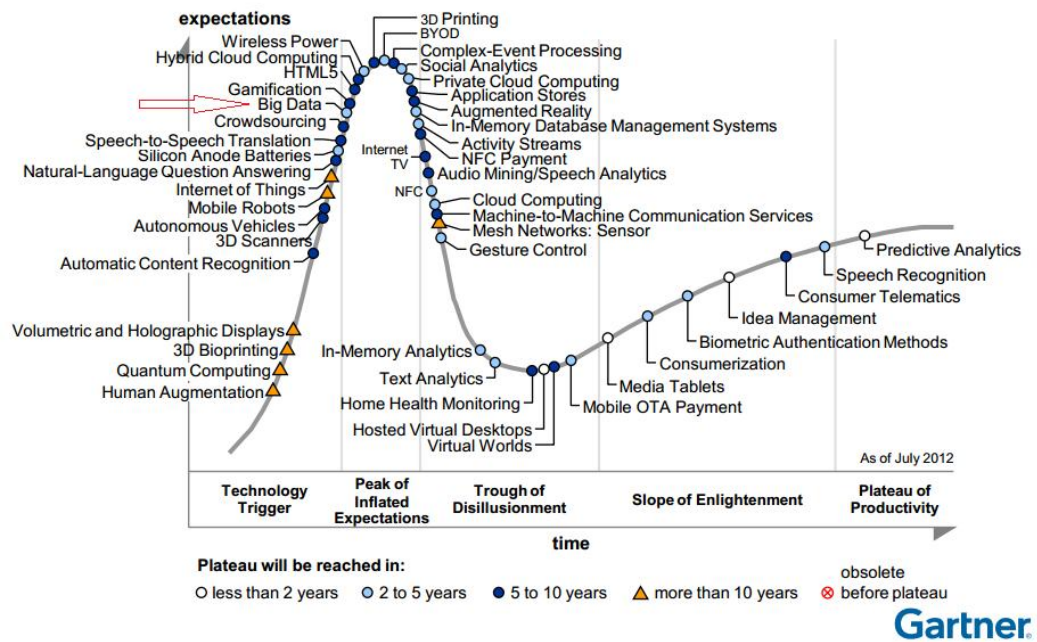 expectations
3D Printing
BYOD
Wireless Power
Complex-Event Processing
Hybrid Cloud Computing
Social Analytics
HTML5
Private Cloud Computing
Gamification
Application Stores
Big Data
Augmented Reality
Crowdsourcing
In-Memory Database Management Systems
Speech-to-Speech Translation
Activity Streams
Silicon Anode Batteries
Internet
TV
NFC Payment
Natural-Language Question Answering
Audio Mining/Speech Analytics
Internet of Things
NFC
Mobile Robots
Cloud Computing
Autonomous Vehicles
Machine-to-Machine Communication Services
3D Scanners
Mesh Networks: Sensor
Automatic Content Recognition
Gesture Control
Predictive Analytics
Speech Recognition
Consumer Telematics
Idea Management
Volumetric and Holographic Displays
Biometric Authentication Methods
3D Bioprinting
In-Memory Analytics
Consumerization
Quantum Computing
Text Analytics
Media Tablets
Human Augmentation
Home Health Monitoring
Mobile OTA Payment
Hosted Virtual Desktops
Virtual Worlds
As of July 2012
Technology
Trigger
Peak of
Inflated
Expectations
Trough of
Disillusionment
Slope of Enlightenment
Plateau of
Productivity
time
Plateau will be reached in:
less than 2 years
2 to 5 years
5 to 10 years
more than 10 years
obsolete
before plateau
Gartner